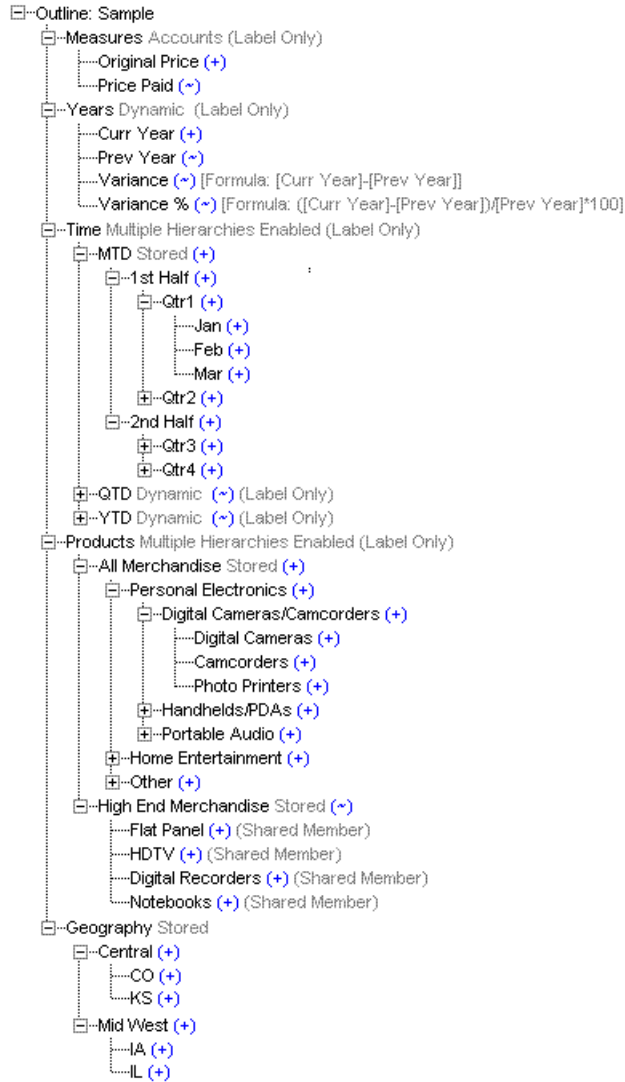 Outline: Sample
Measures Accounts (Label Only)
Original Price (+)
Price Paid (~)
Years Dynamic (Label Only)
Curr Year (+)
Prev Year (~)
Variance (~) [Formula: [Curr Year]-[Prev Year]]
Variance % (~) [Formula: ([Curr Year]-[Prev Year])/[Prev Year]*100]
Time Multiple Hierarchies Enabled (Label Only)
MTD Stored (+)
1st Half (+)
Qtr1 (+)
Jan (+)
Feb (+)
Mar (+)
Qtr2 (+)
2nd Half (+)
Qtr3 (+)
Qtr4 (+)
QTD Dynamic (~) (Label Only)
YTD Dynamic (~) (Label Only)
Products Multiple Hierarchies Enabled (Label Only)
All Merchandise Stored (+)
Personal Electronics (+)
Digital Cameras/Camcorders (+)
Digital Cameras (+)
Camcorders (+)
Photo Printers (+)
Handhelds/PDAs (+)
Portable Audio (+)
Home Entertainment (+)
Other (+)
High End Merchandise Stored (~)
Flat Panel (+) (Shared Member)
HDTV (+) (Shared Member)
Digital Recorders (+) (Shared Member)
Notebooks (+) (Shared Member)
Geography Stored
Central (+)
CO (+)
KS (+)
Mid West (+)
IA (+)
IL (+)